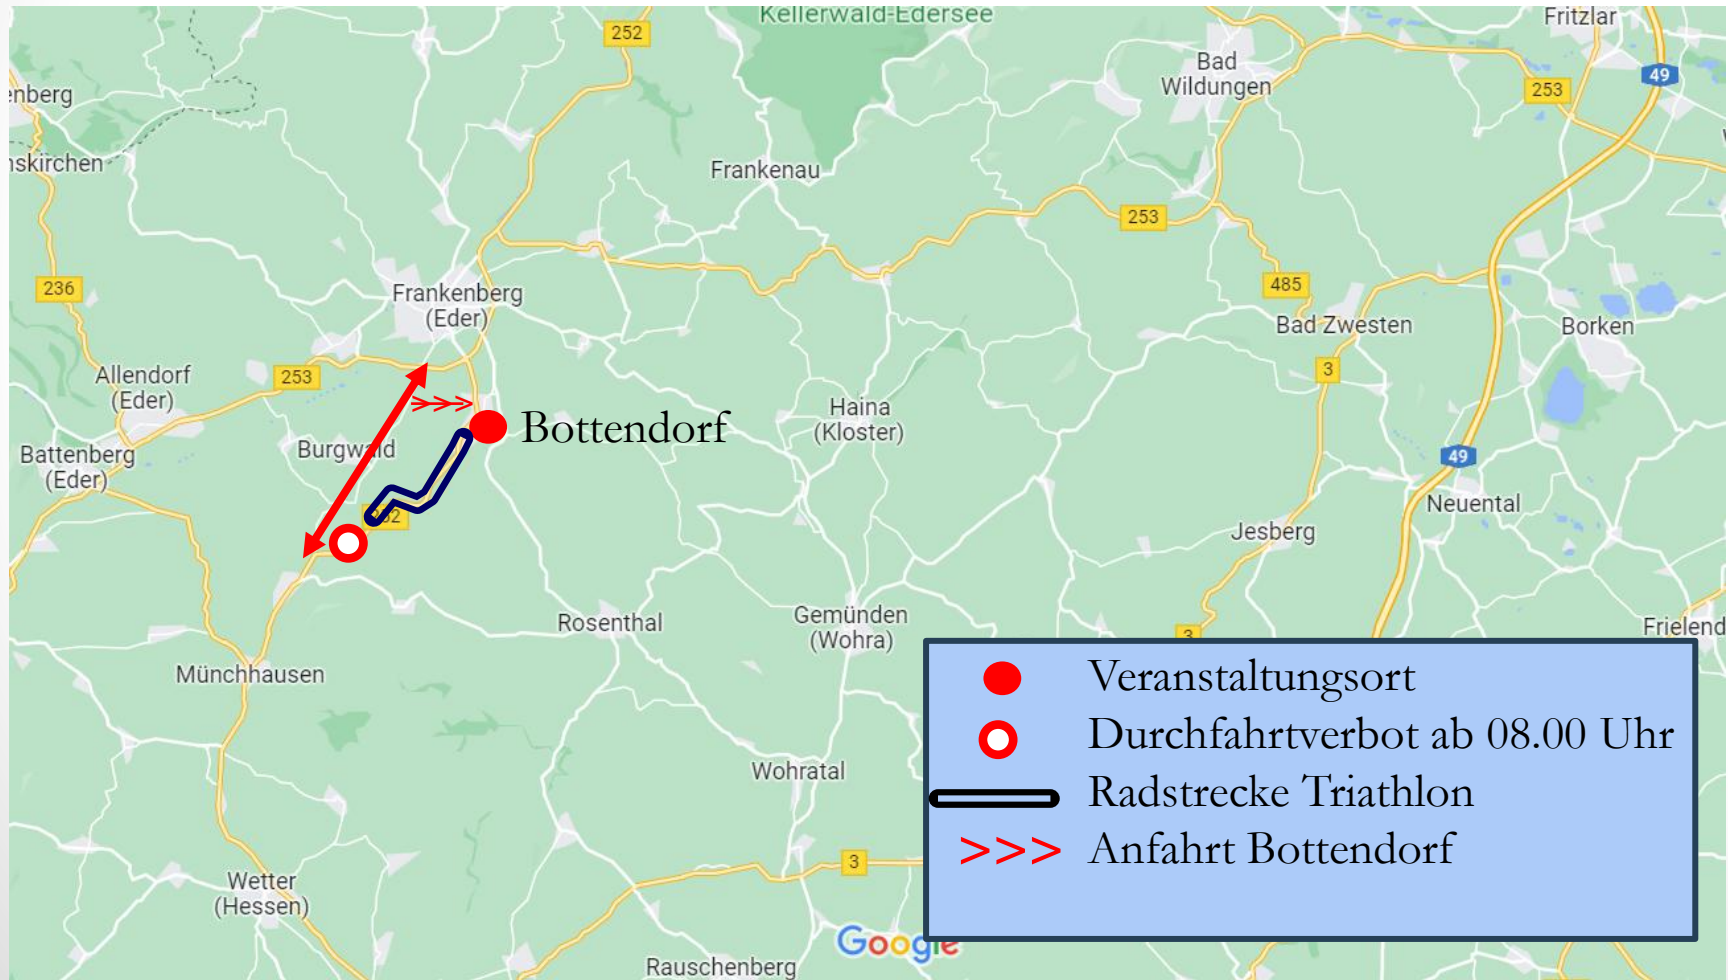 Kellerwald-Edersee
Fritzlar
252
Bad
Wildungen
49
253
enberg
nskirchen
Frankenau
253
236
485
Frankenberg
(Eder)
Bad Zwesten
Borken
3
Allendorf
(Eder)
253
Haina
(Kloster)
Bottendorf
Burgwald
Battenberg
(Eder)
49
Neuental
Jesberg
Rosenthal
Gemünden
(Wohra)
3
Frielend
Münchhausen
Veranstaltungsort
Durchfahrtverbot ab 08.00 Uhr
Radstrecke Triathlon
>>> Anfahrt Bottendorf
Wohratal
3
Wetter
(Hessen)
Google
Rauschenberg